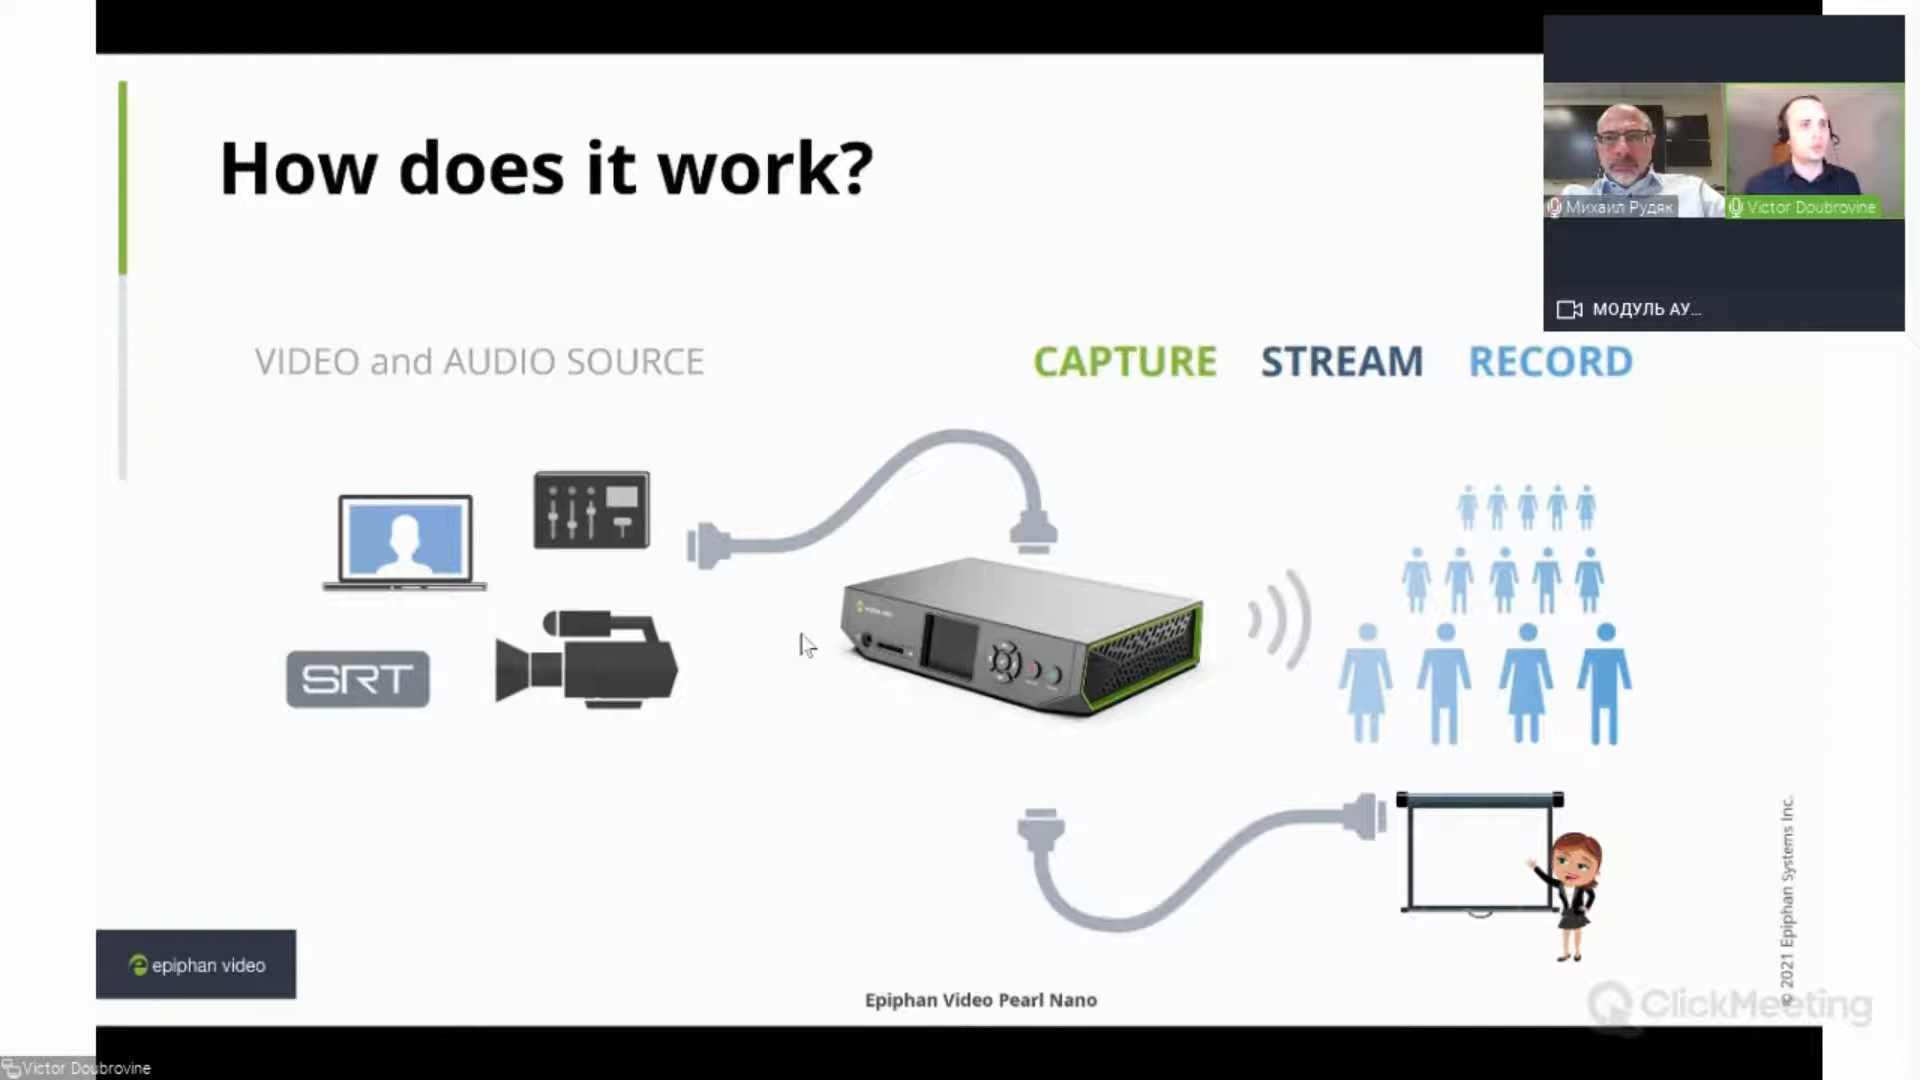 How does it work?
Михаил Рудяк
Victor Doubrovine
МОДУЛЬ АУ...
VIDEO and AUDIO SOURCE
CAPTURE STREAM RECORD
SRT
epiphan video
Epiphan Video Pearl Nano
© 2021 Epiphan Systems Inc.
ClickMeeting
Victor Doubrovine